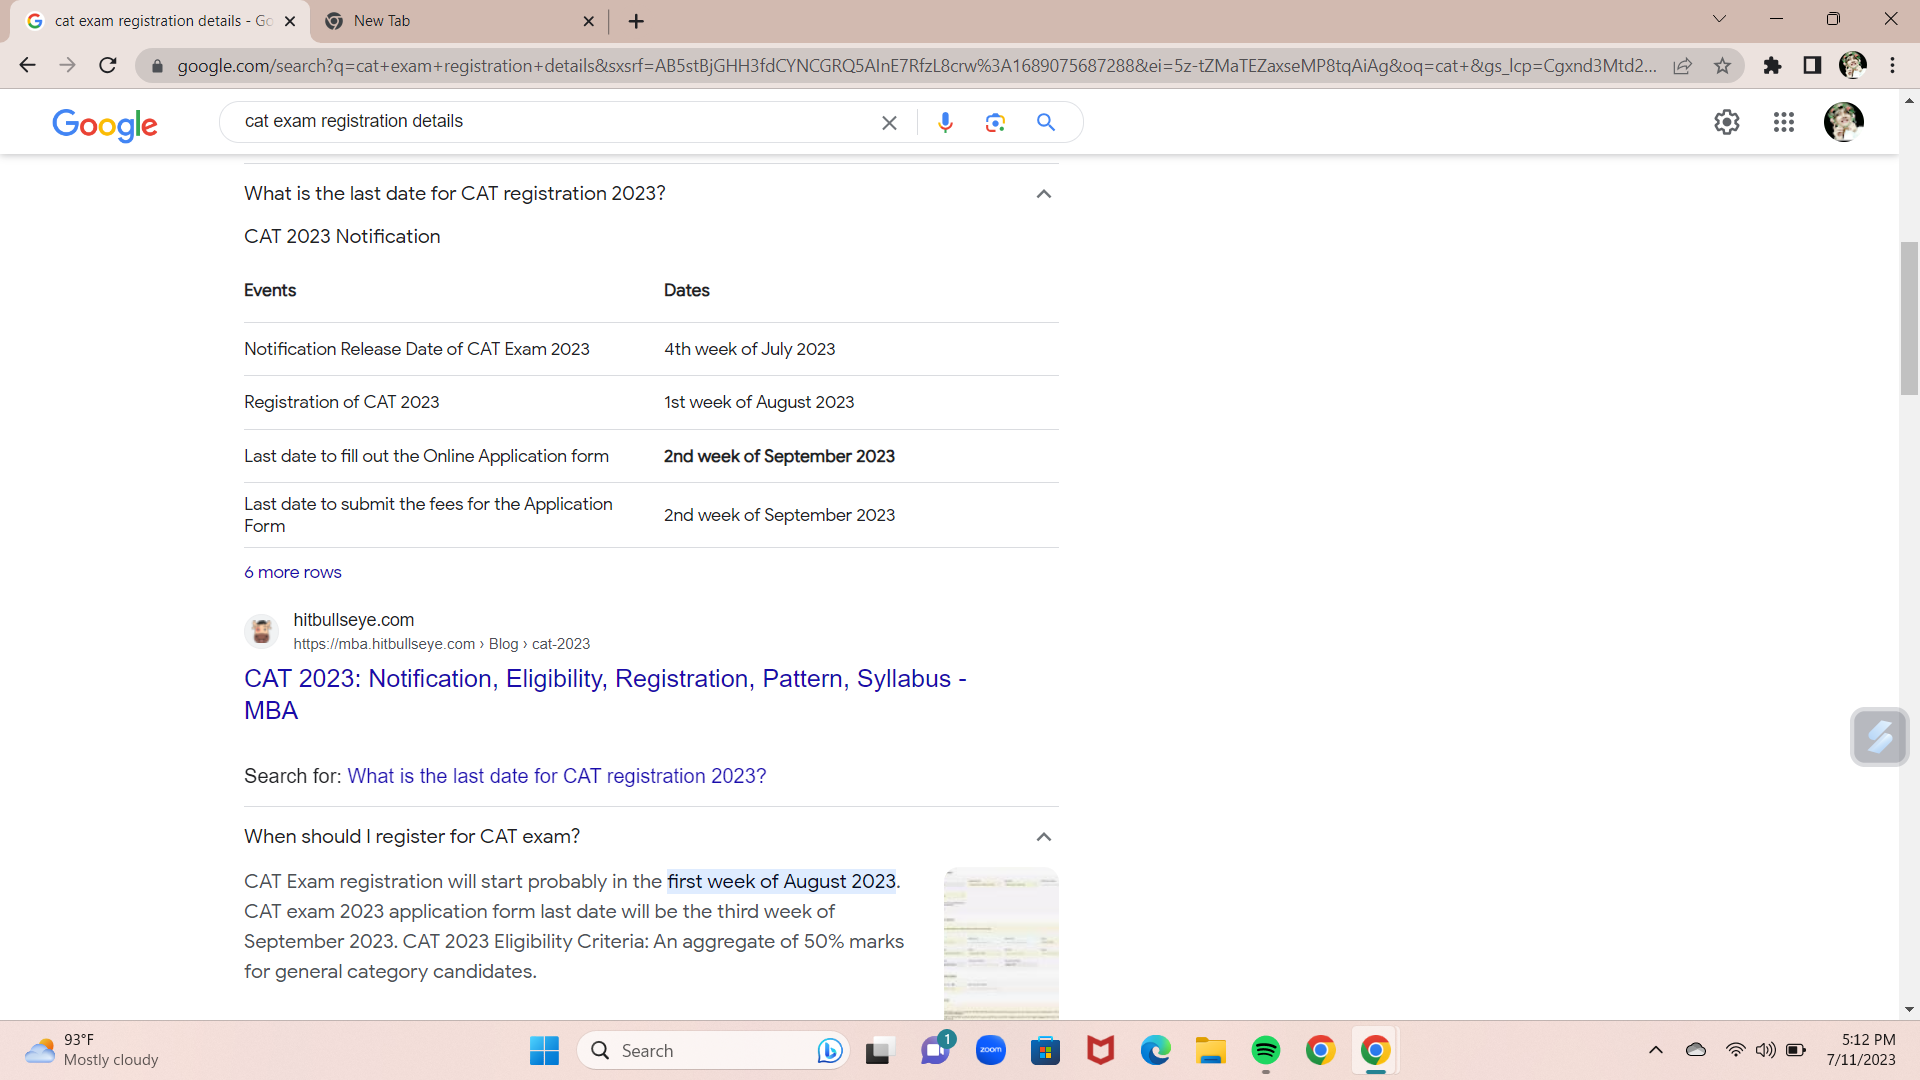 cat exam registration details - Go
New Tab
google.com/search?q=cat+exam+registration+details&sxsrf=AB5stBjGHH3fdCYNCGRQ5AInE7RfzL8crw%3A1689075687288&ei=5z-tZMaTEZaxseMP8tqAiAg&oq=cat+&gs_lcp=Cgxnd3Mtd2...
Google
cat exam registration details
What is the last date for CAT registration 2023?
CAT 2023 Notification
Events Dates
Notification Release Date of CAT Exam 2023 4th week of July 2023
Registration of CAT 2023 1st week of August 2023
Last date to fill out the Online Application form 2nd week of September 2023
Last date to submit the fees for the Application
Form
2nd week of September 2023
6 more rows
hitbullseye.com
https://mba.hitbullseye.com › Blog › cat-2023
CAT 2023: Notification, Eligibility, Registration, Pattern, Syllabus -
MBA
Search for: What is the last date for CAT registration 2023?
When should I register for CAT exam?
CAT Exam registration will start probably in the first week of August 2023.
CAT exam 2023 application form last date will be the third week of
September 2023. CAT 2023 Eligibility Criteria: An aggregate of 50% marks
for general category candidates.
93°F
Mostly cloudy
Search
1
zoom
5:12 PM
7/11/2023